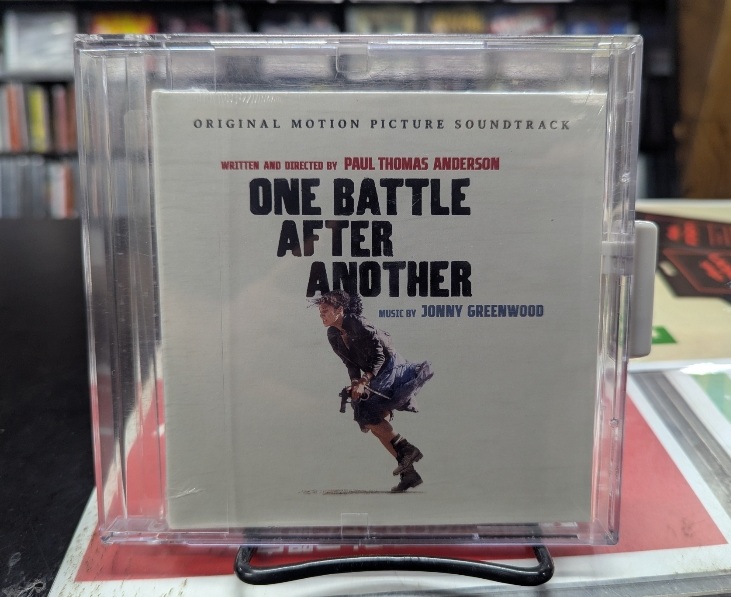 ORIGINAL MOTION PICTURE SOUNDTRACK
WRITTEN AND DIRECTED BY PAUL THOMAS ANDERSON
ONE BATTLE
AFTER
ANOTHER
MUSIC BY JONNY GREENWOOD